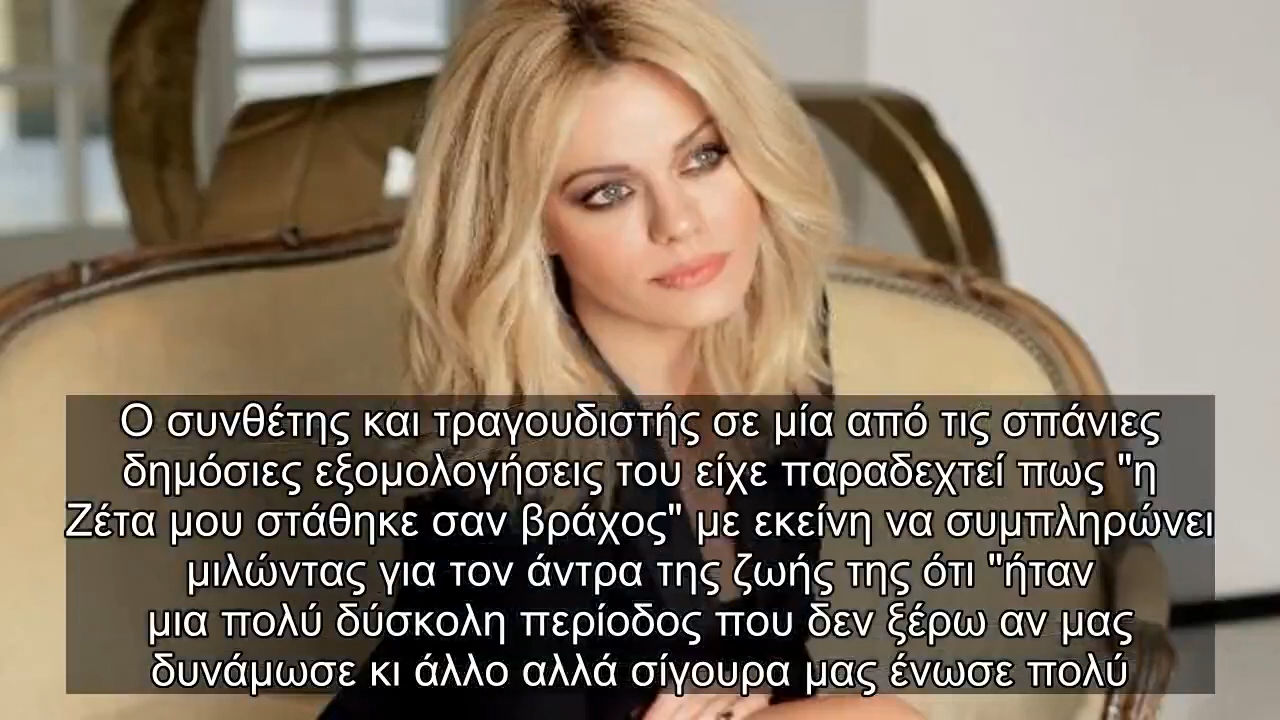 Ο συνθέτης και τραγουδιστής σε μία από τις σπάνιες
δημόσιες εξομολογήσεις του είχε παραδεχτεί πως "η
Ζέτα μου στάθηκε σαν βράχος" με εκείνη να συμπληρώνει
μιλώντας για τον άντρα της ζωής της ότι "ήταν
μια πολύ δύσκολη περίοδος που δεν ξέρω αν μας
δυνάμωσε κι άλλο αλλά σίγουρα μας ένωσε πολύ